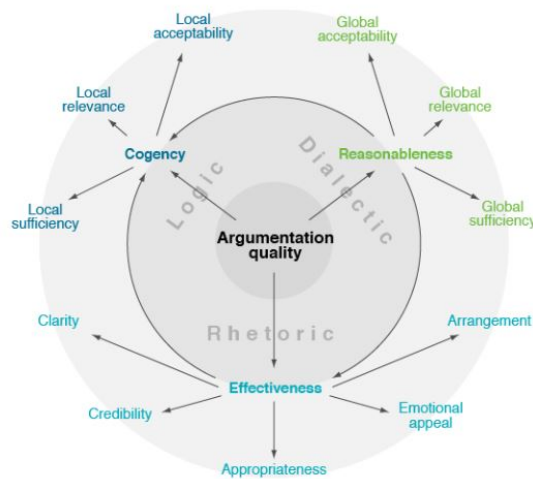 Local
acceptability
Global
acceptability
Local
relevance
Global
relevance
Cogency
Reasonableness
Logic
Dialectic
Local
sufficiency
Global
sufficiency
Argumentation
quality
Clarity
Arrangement
Rhetoric
Effectiveness
Credibility
Emotional
appeal
Appropriateness